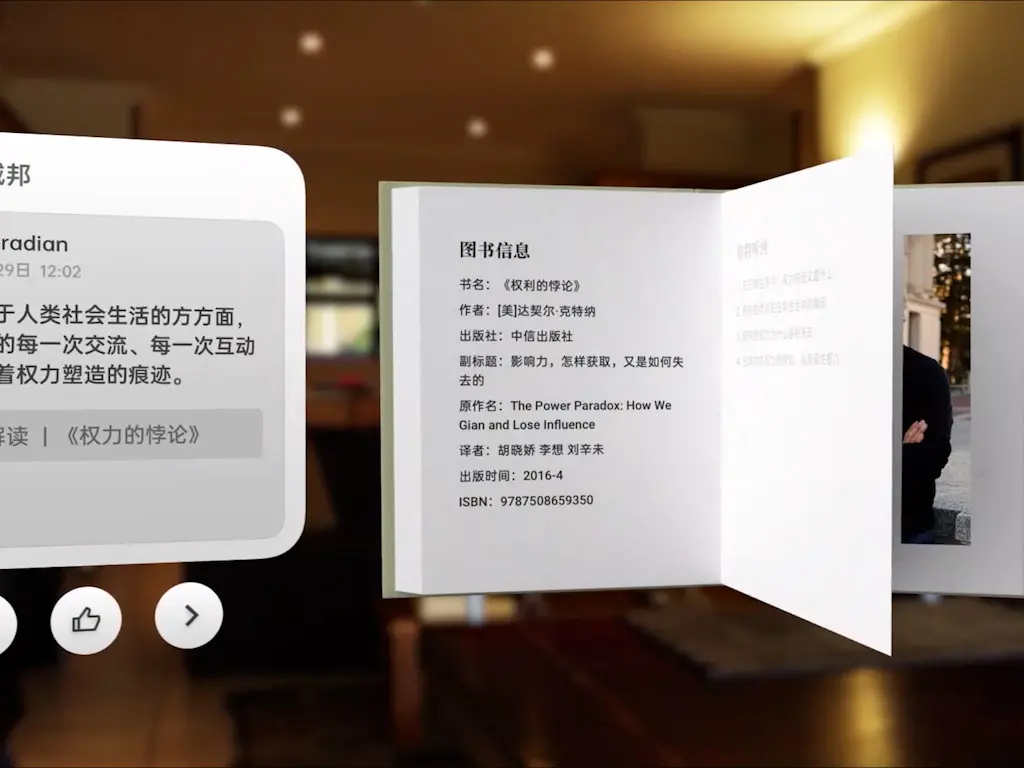 邦
radian
29日 12:02
于人类社会生活的方方面，
的每一次交流、每一次互动
着权力塑造的痕迹。
解读 | 《权力的悖论》
图书信息
书名：《权利的悖论》
作者：[美]达契尔·克特纳
出版社：中信出版社
副标题：影响力，怎样获取，又是如何失
去的
原作名：The Power Paradox: How We
Gian and Lose Influence
译者：胡晓娇 李想 刘辛未
出版时间：2016-4
ISBN：9787508659350